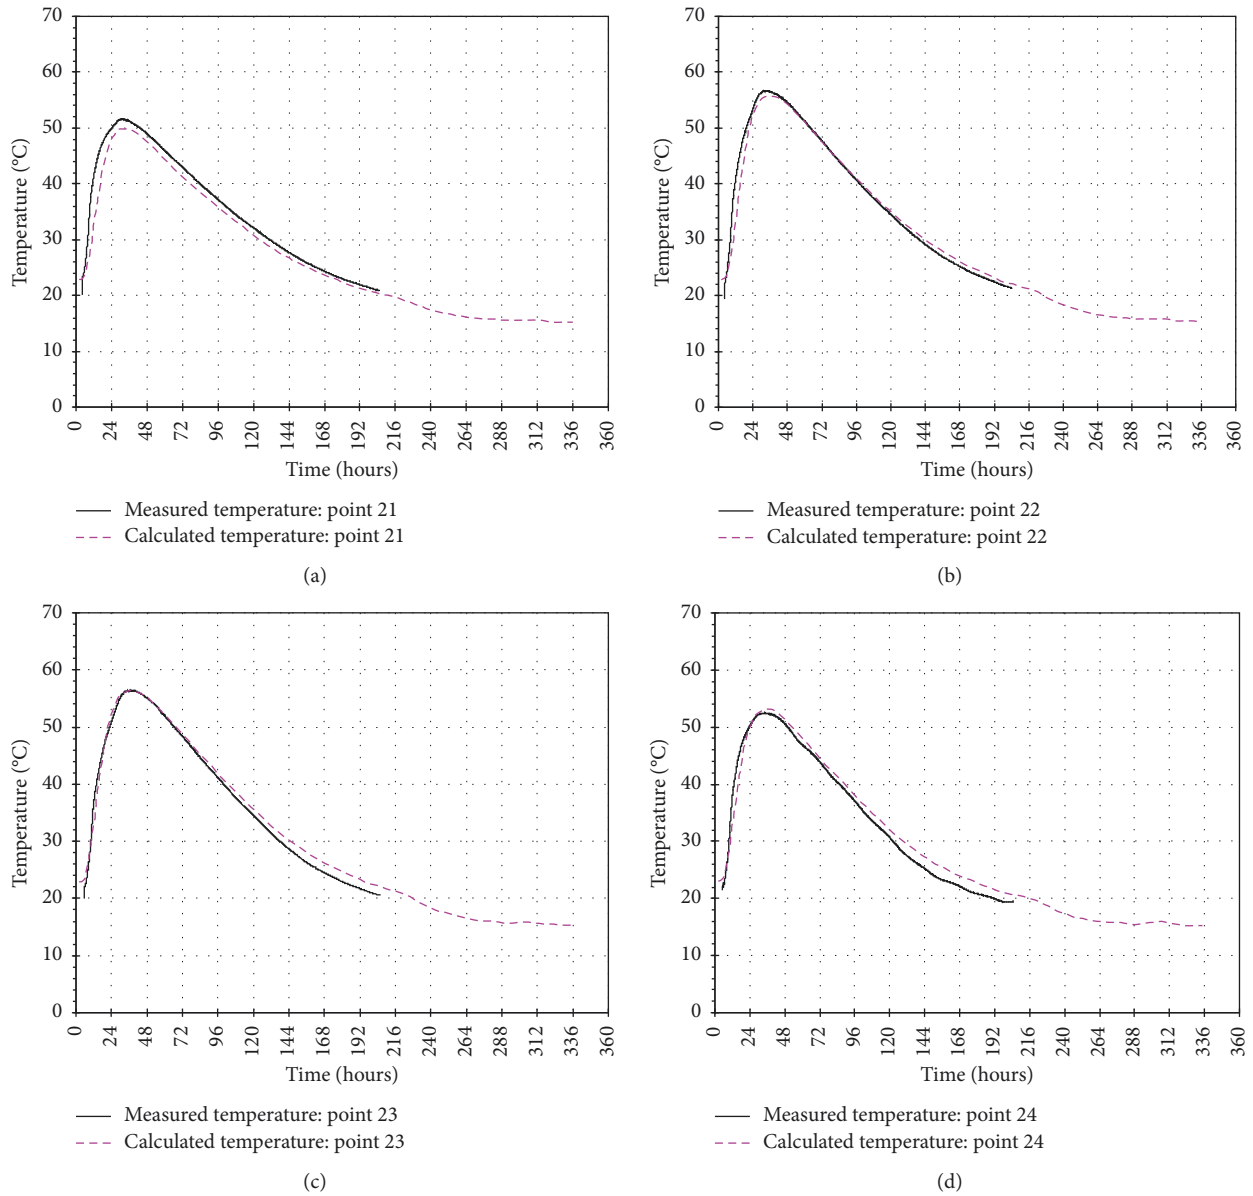 70
60
50
40
30
20
10
0
Temperature (°C)
0 24 48 72 96 120 144 168 192 216 240 264 288 312 336 360
Time (hours)
Measured temperature: point 21
Calculated temperature: point 21
(a)
70
60
50
40
30
20
10
0
Temperature (°C)
0 24 48 72 96 120 144 168 192 216 240 264 288 312 336 360
Time (hours)
Measured temperature: point 22
Calculated temperature: point 22
(b)
70
60
50
40
30
20
10
0
Temperature (°C)
0 24 48 72 96 120 144 168 192 216 240 264 288 312 336 360
Time (hours)
Measured temperature: point 23
Calculated temperature: point 23
(c)
70
60
50
40
30
20
10
0
Temperature (°C)
0 24 48 72 96 120 144 168 192 216 240 264 288 312 336 360
Time (hours)
Measured temperature: point 24
Calculated temperature: point 24
(d)